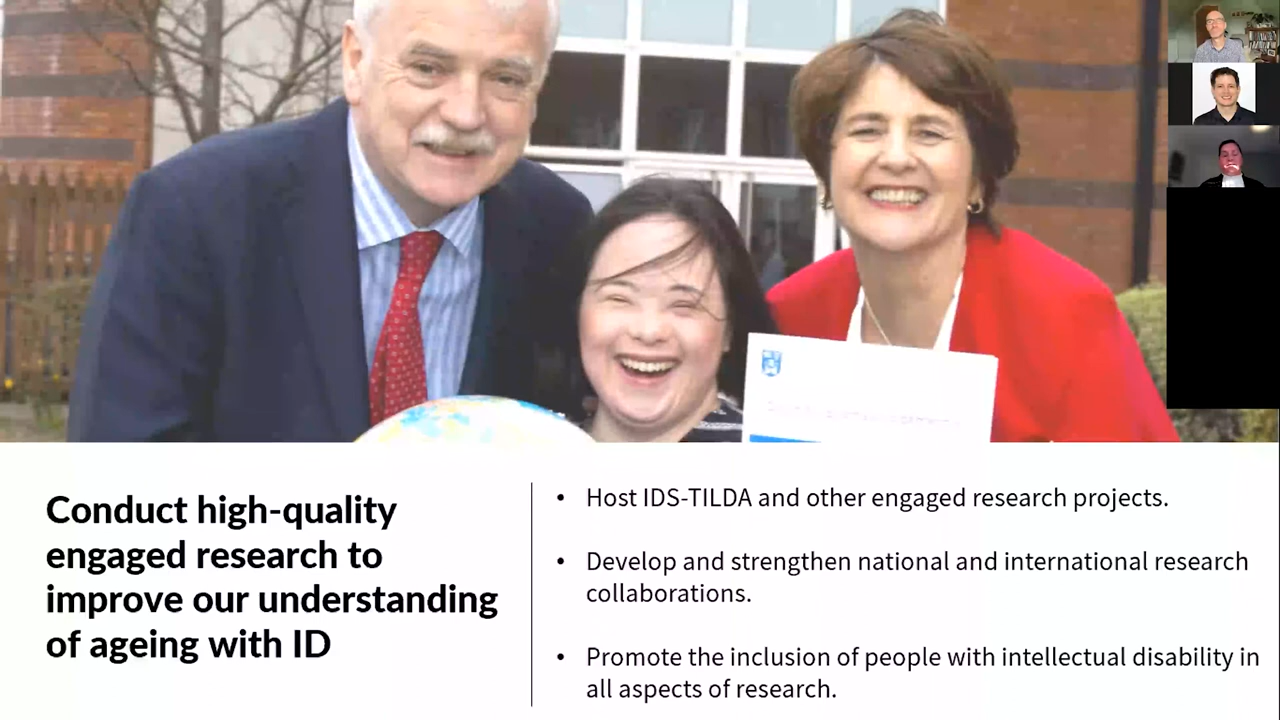 Conduct high-quality
engaged research to
improve our understanding
of ageing with ID
• Host IDS-TILDA and other engaged research projects.
• Develop and strengthen national and international research
collaborations.
• Promote the inclusion of people with intellectual disability in
all aspects of research.